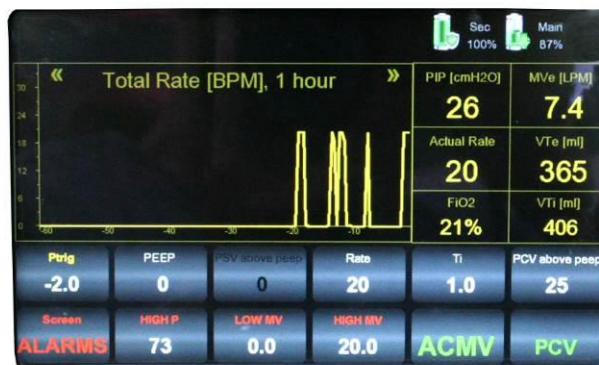 Sec
100%
Main
87%
« Total Rate [BPM], 1 hour »
30
24
18
12
6
0
-60 -50 -40 -30 -20 -10
PIP [cmH2O]
26
MVe [LPM]
7.4
Actual Rate
20
VTe [ml]
365
FiO2
21%
VTi [ml]
406
Ptrig
-2.0
PEEP
0
PSV above peep
0
Rate
20
Ti
1.0
PCV above peep
25
Screen
ALARMS
HIGH P
73
LOW MV
0.0
HIGH MV
20.0
ACMV
PCV